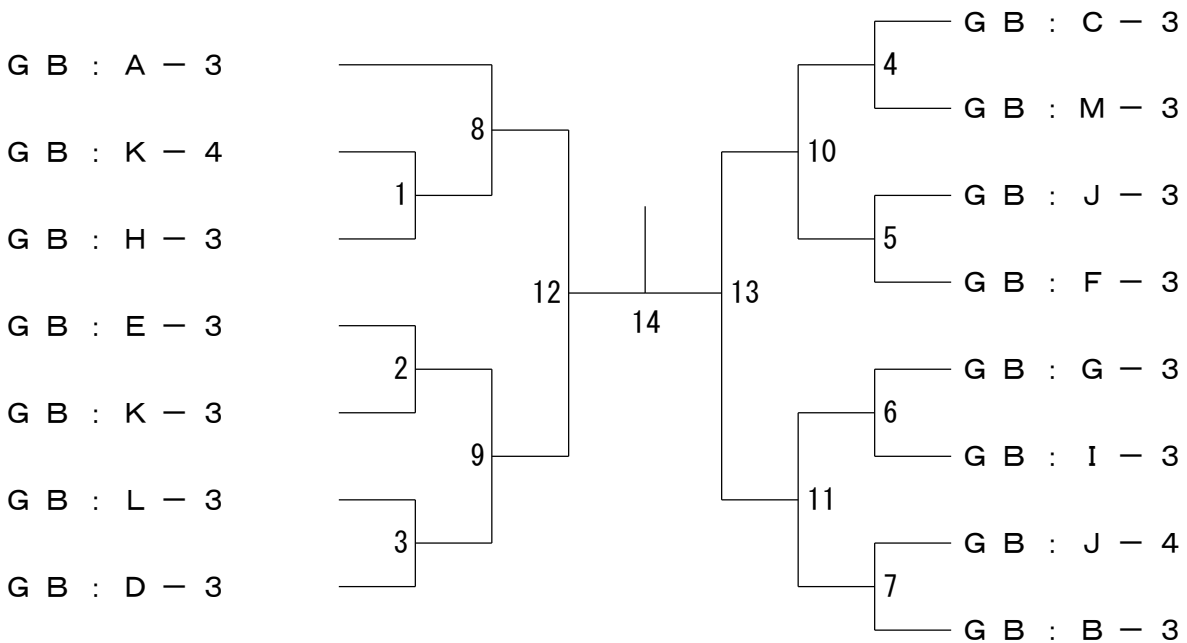 GB：A－3
GB：K－4
GB：H－3
GB：E－3
GB：K－3
GB：L－3
GB：D－3
8
1
2
9
3
12
14
13
10
11
4
5
6
7
GB：C－3
GB：M－3
GB：J－3
GB：F－3
GB：G－3
GB：I－3
GB：J－4
GB：B－3